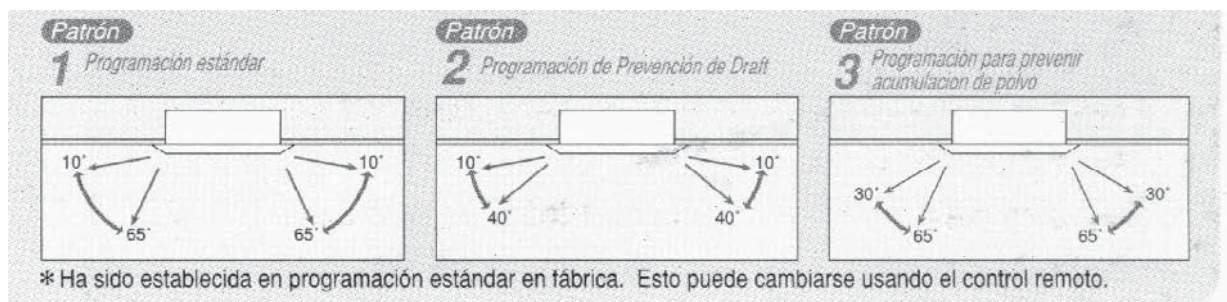 Patrón
1 Programación estándar
10° 10°
65° 65°
Patrón
2 Programación de Prevención de Draft
10° 10°
40° 40°
Patrón
3 Programación para prevenir
acumulacion de polvo
30° 30°
65° 65°
* Ha sido establecida en programación estándar en fábrica. Esto puede cambiarse usando el control remoto.